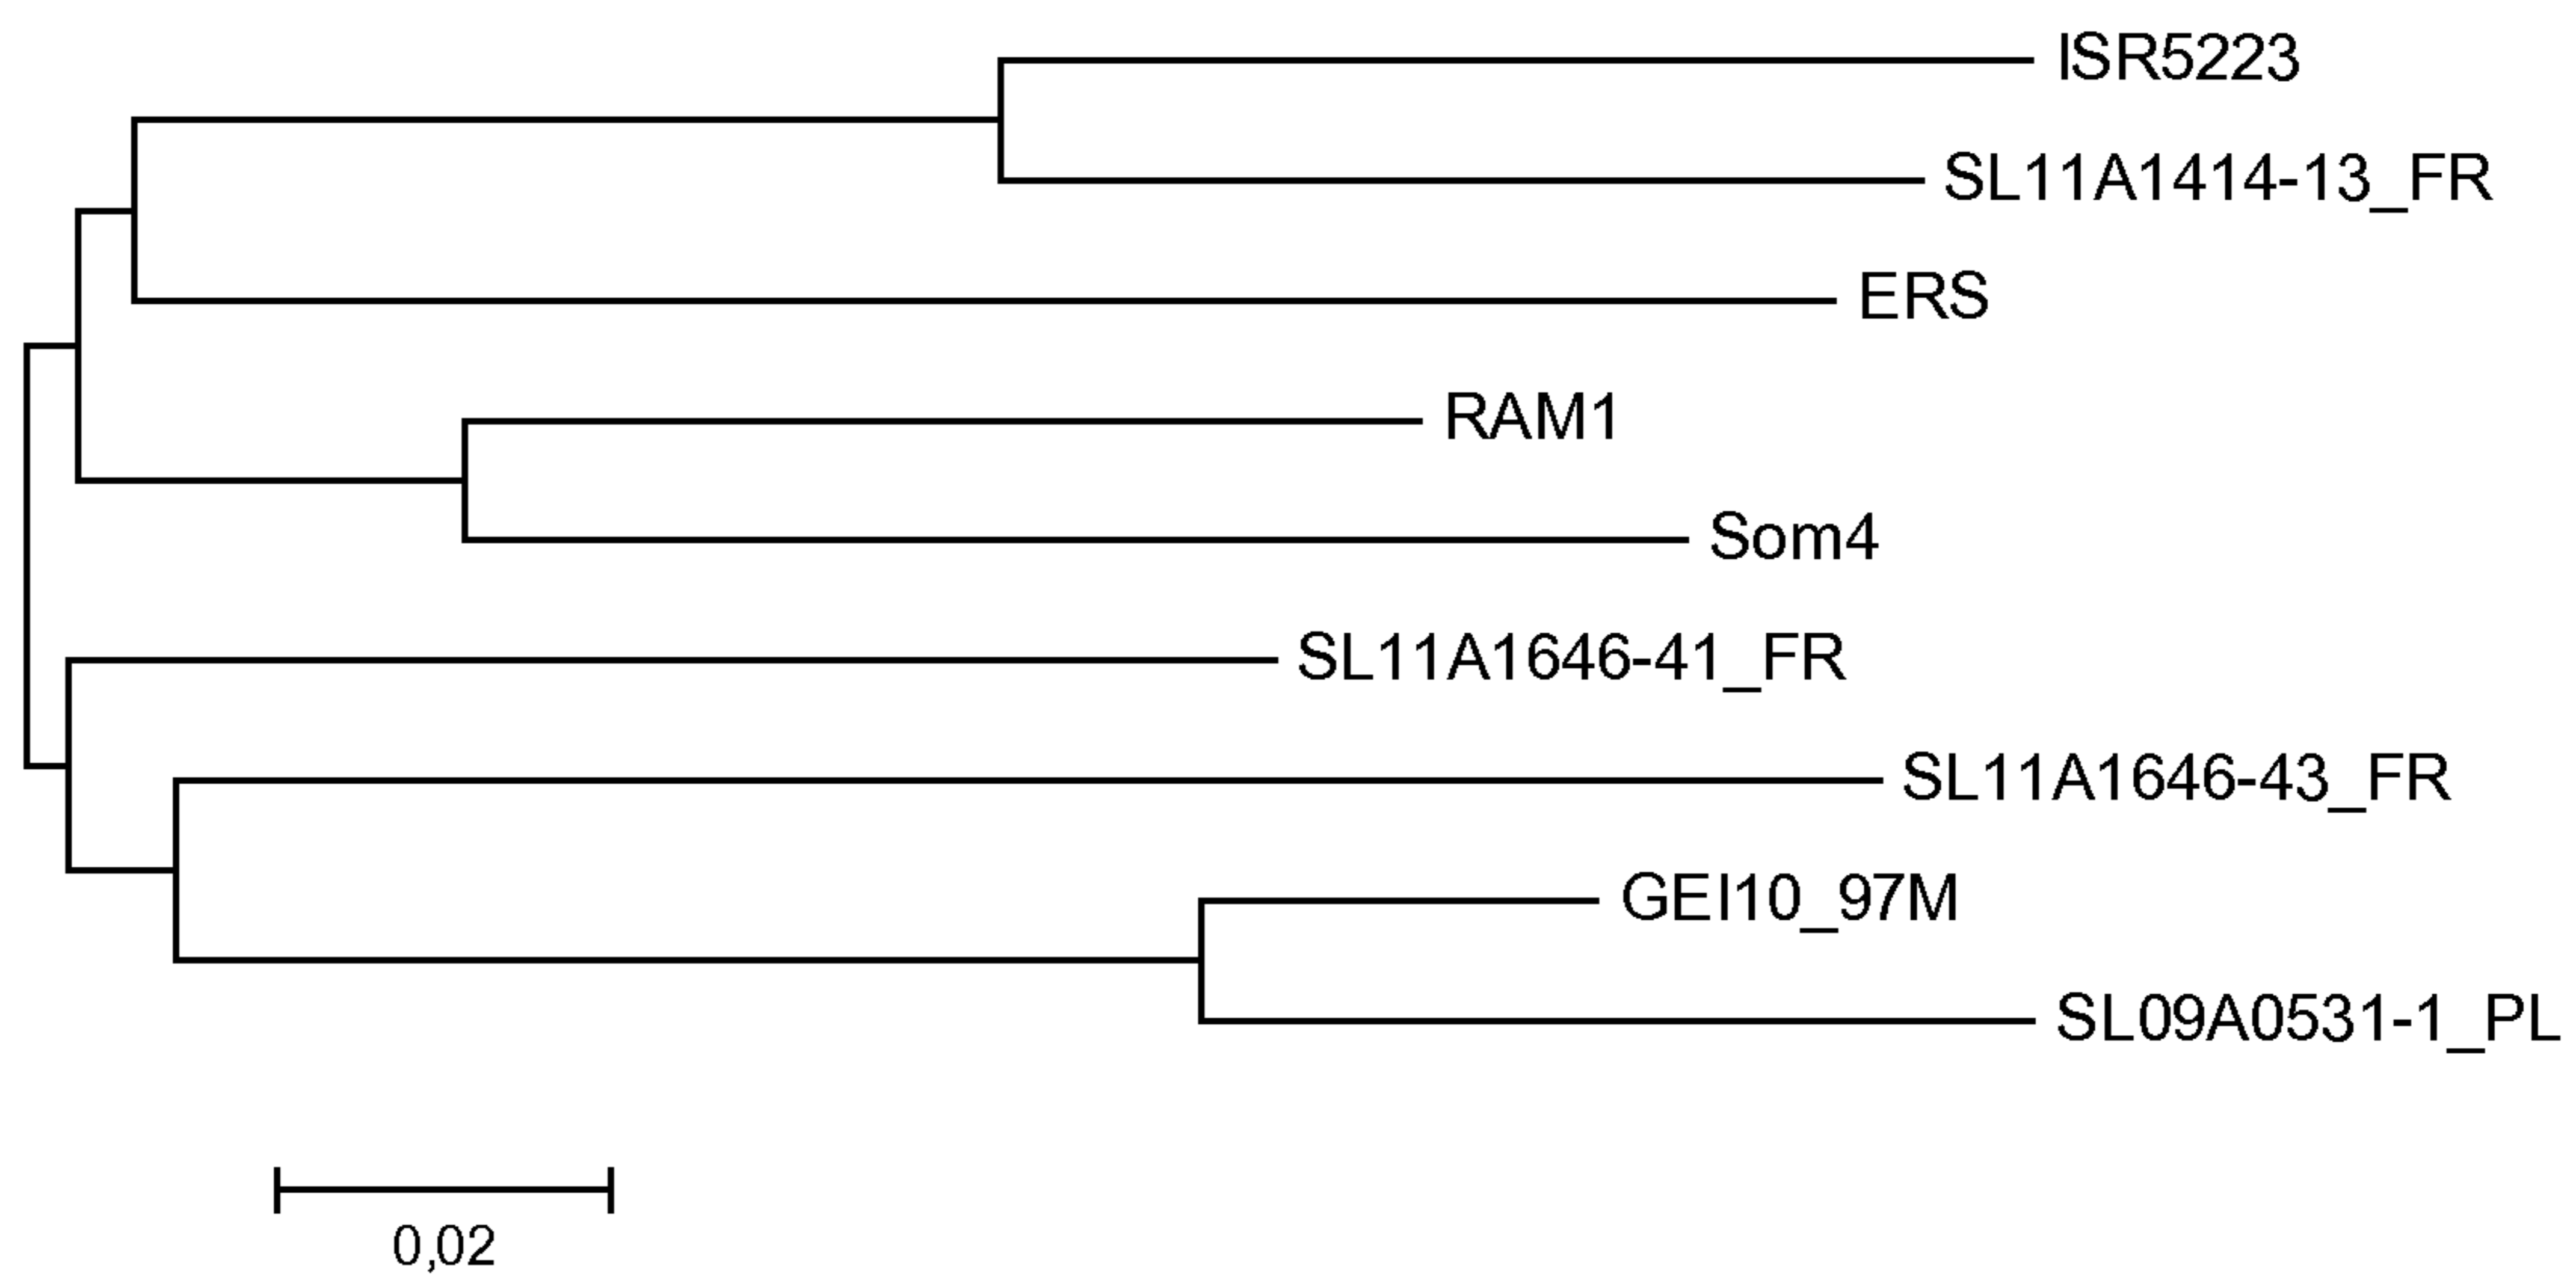 ISR5223
SL11A1414-13_FR
ERS
RAM1
Som4
SL11A1646-41_FR
SL11A1646-43_FR
GEI10_97M
SL09A0531-1_PL
0,02